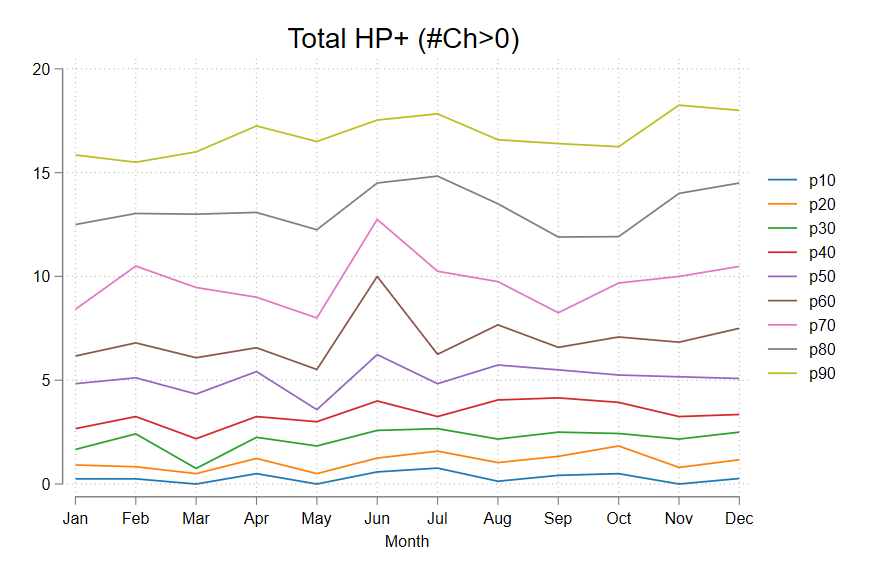 Total HP+ (#Ch>0)
20
15
10
5
0
Jan Feb Mar Apr May Jun Jul Aug Sep Oct Nov Dec
Month
p10
p20
p30
p40
p50
p60
p70
p80
p90